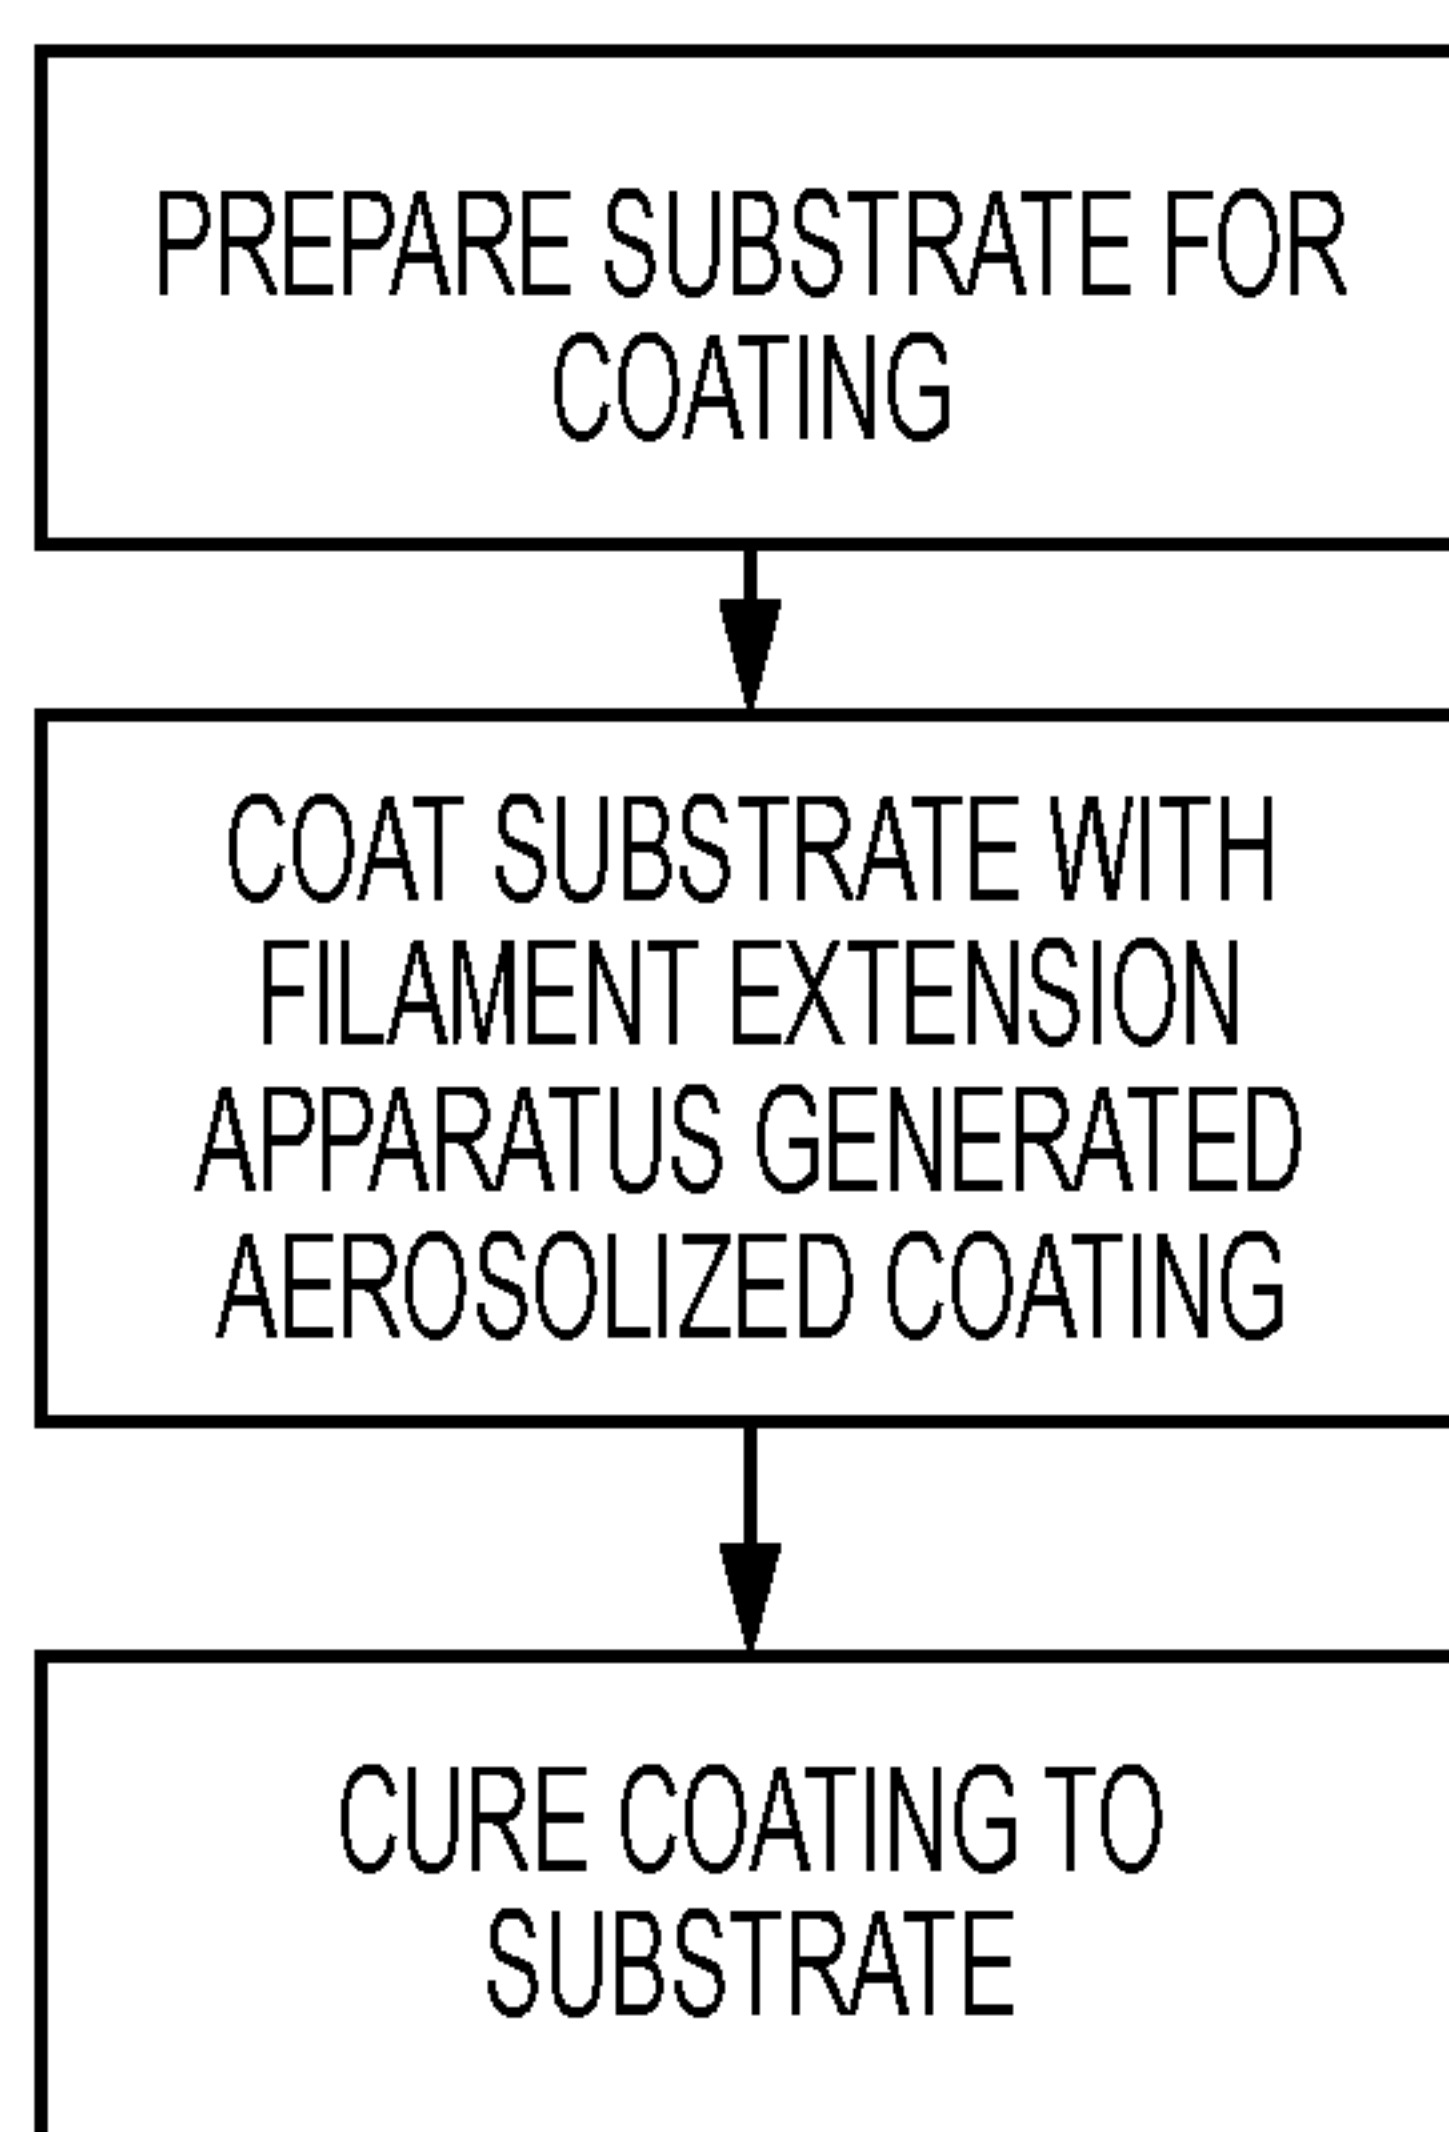 PREPARE SUBSTRATE FOR
COATING
COAT SUBSTRATE WITH
FILAMENT EXTENSION
APPARATUS GENERATED
AEROSOLIZED COATING
CURE COATING TO
SUBSTRATE